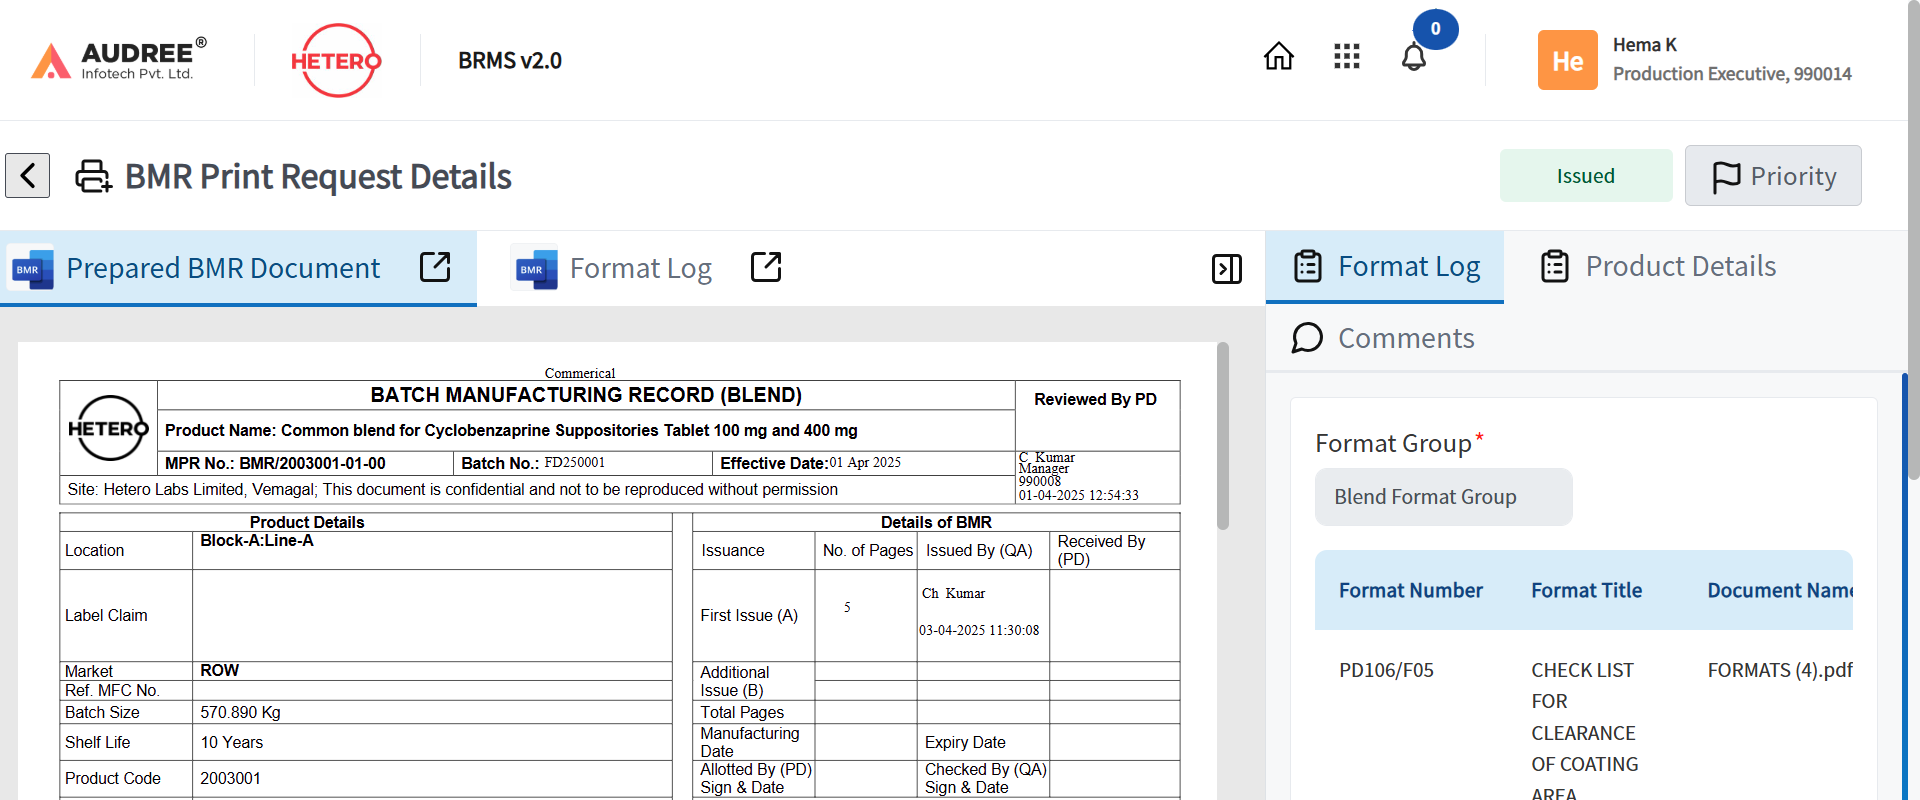 AUDREE®
Infotech Pvt. Ltd.
HETERO
BRMS v2.0
0
He
Hema K
Production Executive, 990014
BMR Print Request Details
Issued
Priority
BMR
Prepared BMR Document
BMR
Format Log
Format Log
Product Details
Comments
Commerical
HETERO
BATCH MANUFACTURING RECORD (BLEND)
Reviewed By PD
Product Name: Common blend for Cyclobenzaprine Suppositories Tablet 100 mg and 400 mg
MPR No.: BMR/2003001-01-00
Batch No.: FD250001
Effective Date:01 Apr 2025
C Kumar
Manager
990008
01-04-2025 12:54:33
Site: Hetero Labs Limited, Vemagal; This document is confidential and not to be reproduced without permission
Product Details
Location
Block-A:Line-A
Label Claim
Market
ROW
Ref. MFC No.
Batch Size
570.890 Kg
Shelf Life
10 Years
Product Code
2003001
Details of BMR
Issuance
No. of Pages
Issued By (QA)
Received By
(PD)
First Issue (A)
5
Ch Kumar
03-04-2025 11:30:08
Additional
Issue (B)
Total Pages
Manufacturing
Date
Expiry Date
Allotted By (PD)
Sign & Date
Checked By (QA)
Sign & Date
Format Group*
Blend Format Group
Format Number
Format Title
Document Name
PD106/F05
CHECK LIST
FOR
CLEARANCE
OF COATING
AREA
FORMATS (4).pdf